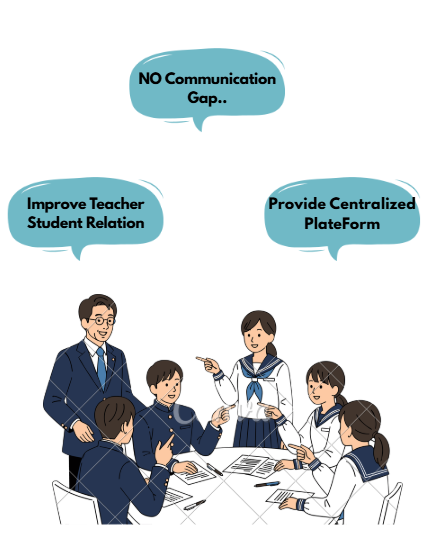 NO Communication
Gap..
Improve Teacher
Student Relation
Provide Centralized
PlateForm